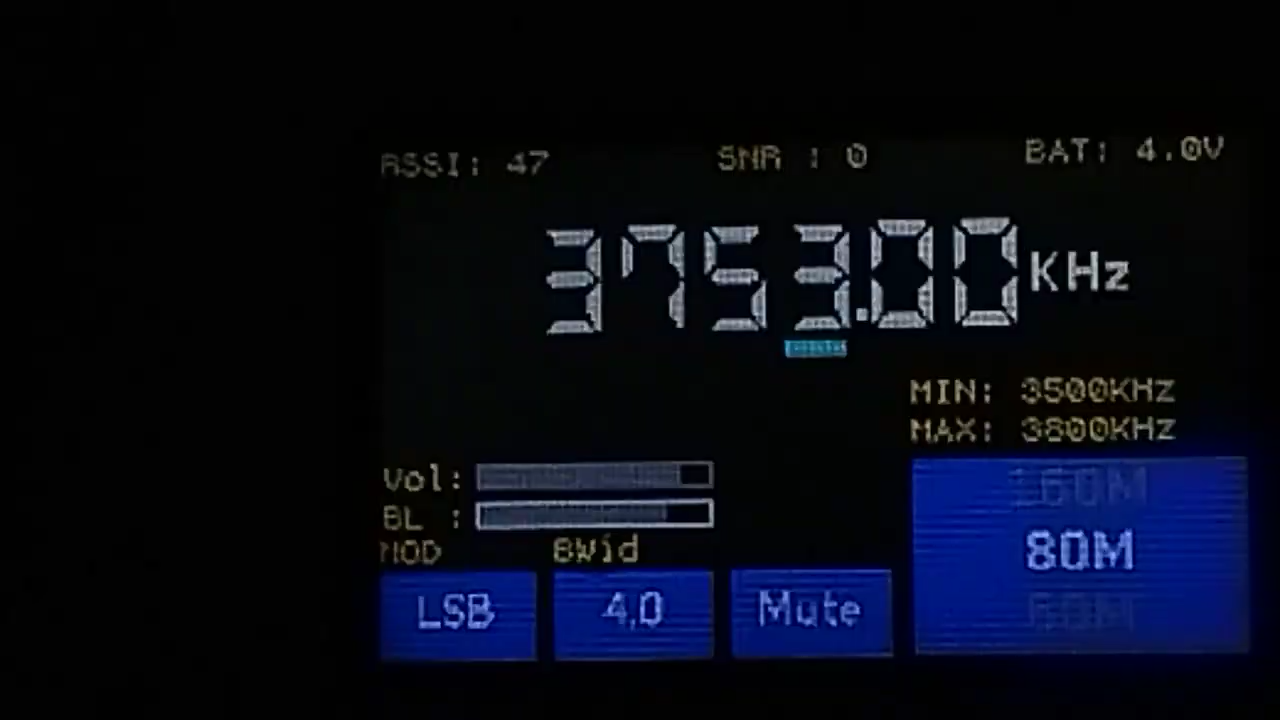 RSSI: 47 SNR : 0 BAT: 4.0V
3753.00 KHz
MIN: 3500KHz
MAX: 3800KHz
Vol:
BL :
MOD BWid
160M
80M
60M
LSB 4.0 Mute